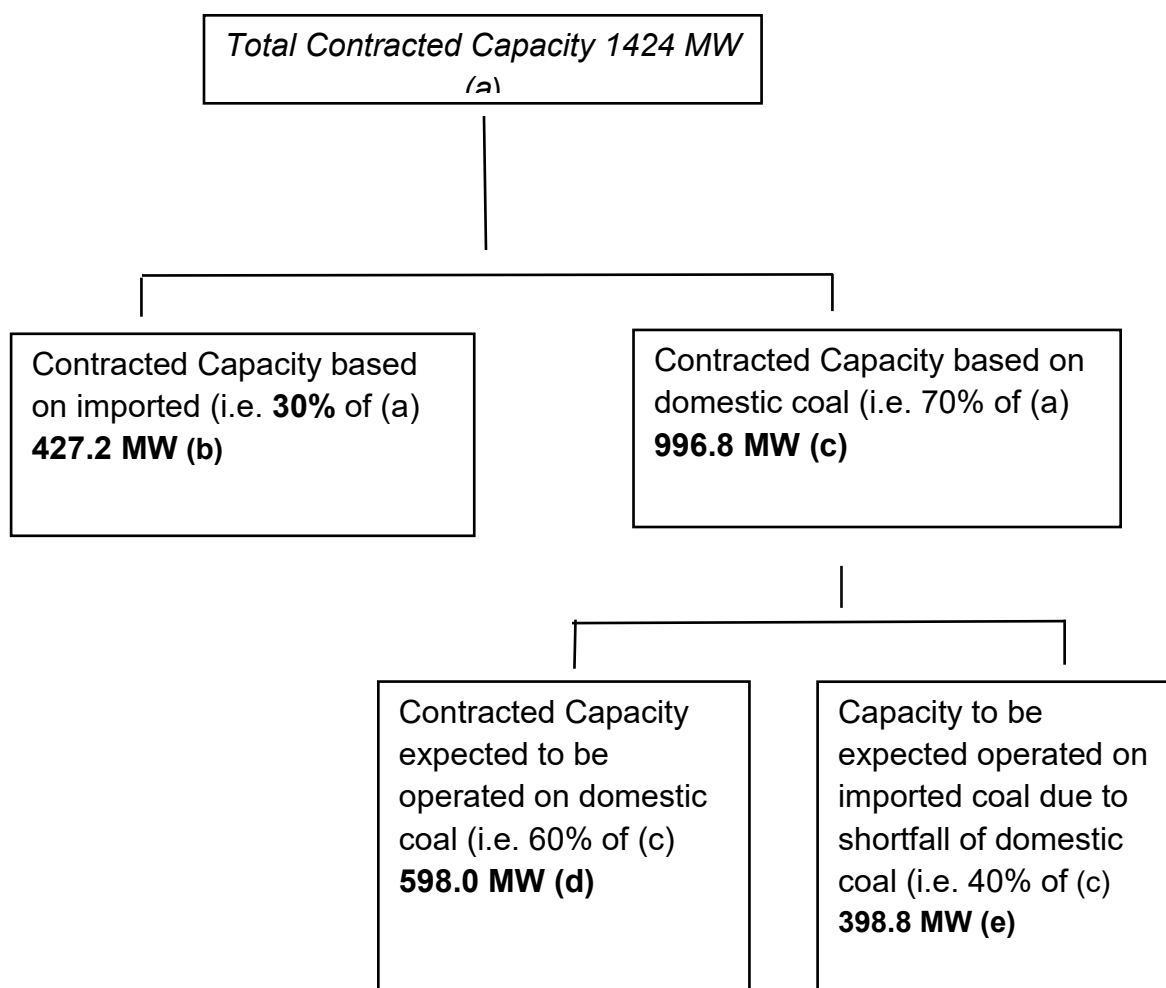 Total Contracted Capacity 1424 MW
(a)
Contracted Capacity based
on imported (i.e. 30% of (a)
427.2 MW (b)
Contracted Capacity based on
domestic coal (i.e. 70% of (a)
996.8 MW (c)
Contracted Capacity
expected to be
operated on domestic
coal (i.e. 60% of (c)
598.0 MW (d)
Capacity to be
expected operated on
imported coal due to
shortfall of domestic
coal (i.e. 40% of (c)
398.8 MW (e)